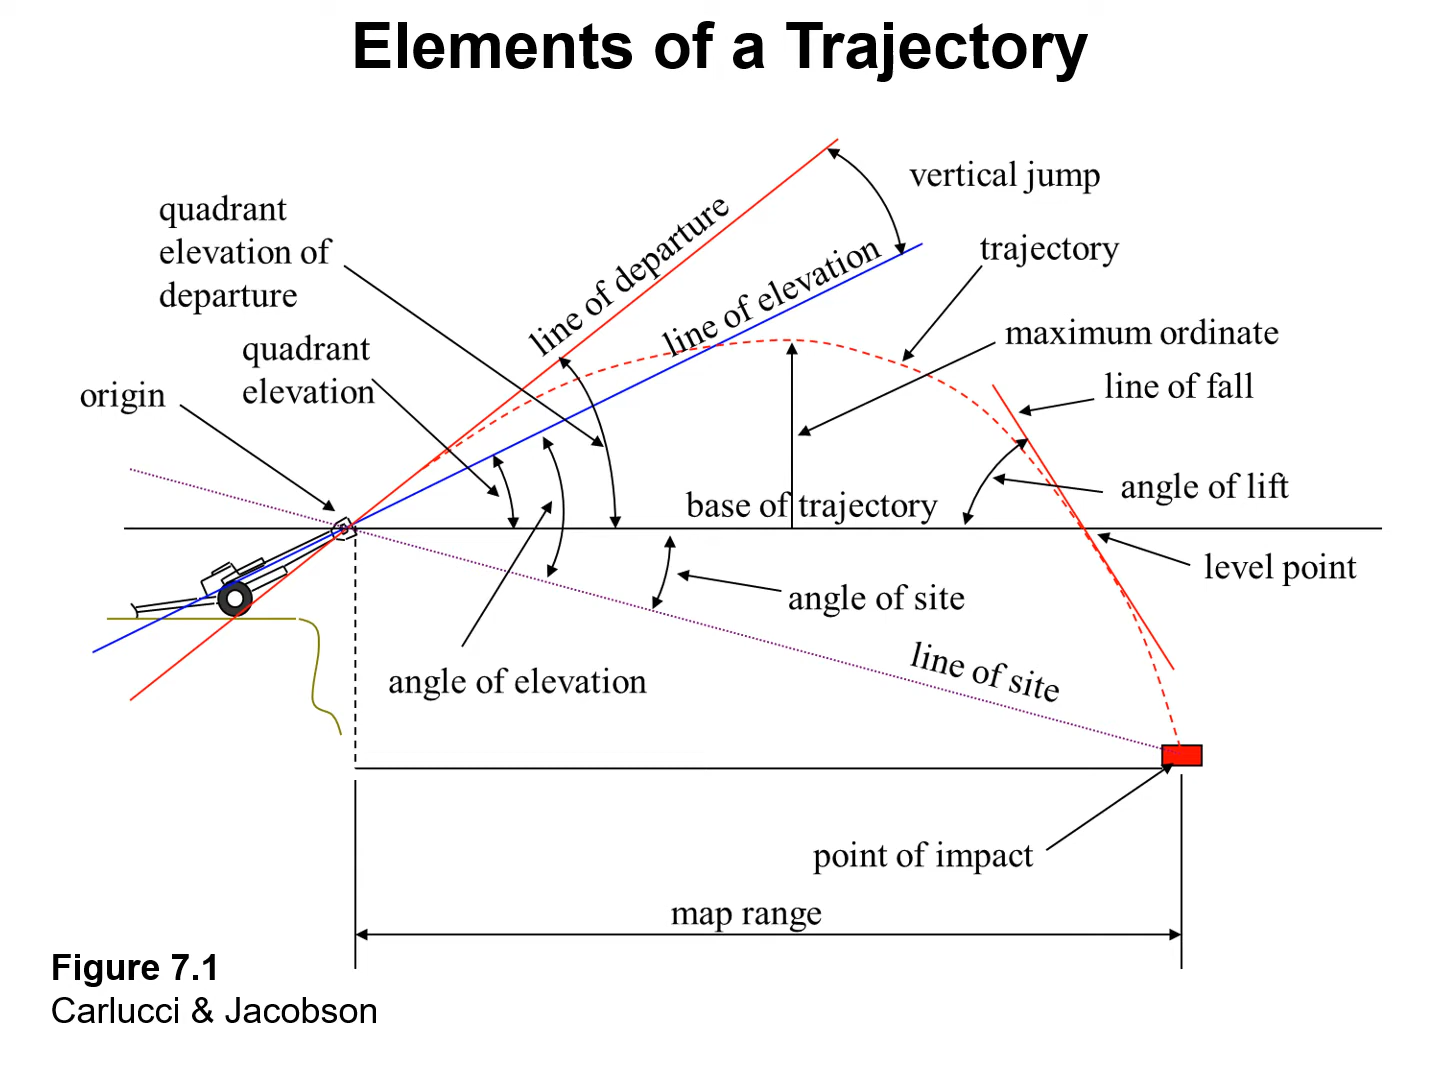 Elements of a Trajectory
vertical jump
quadrant
elevation of
departure
line of departure
line of elevation
trajectory
maximum ordinate
quadrant
elevation
origin
line of fall
angle of lift
base of trajectory
level point
angle of site
angle of elevation
line of site
point of impact
map range
Figure 7.1
Carlucci & Jacobson